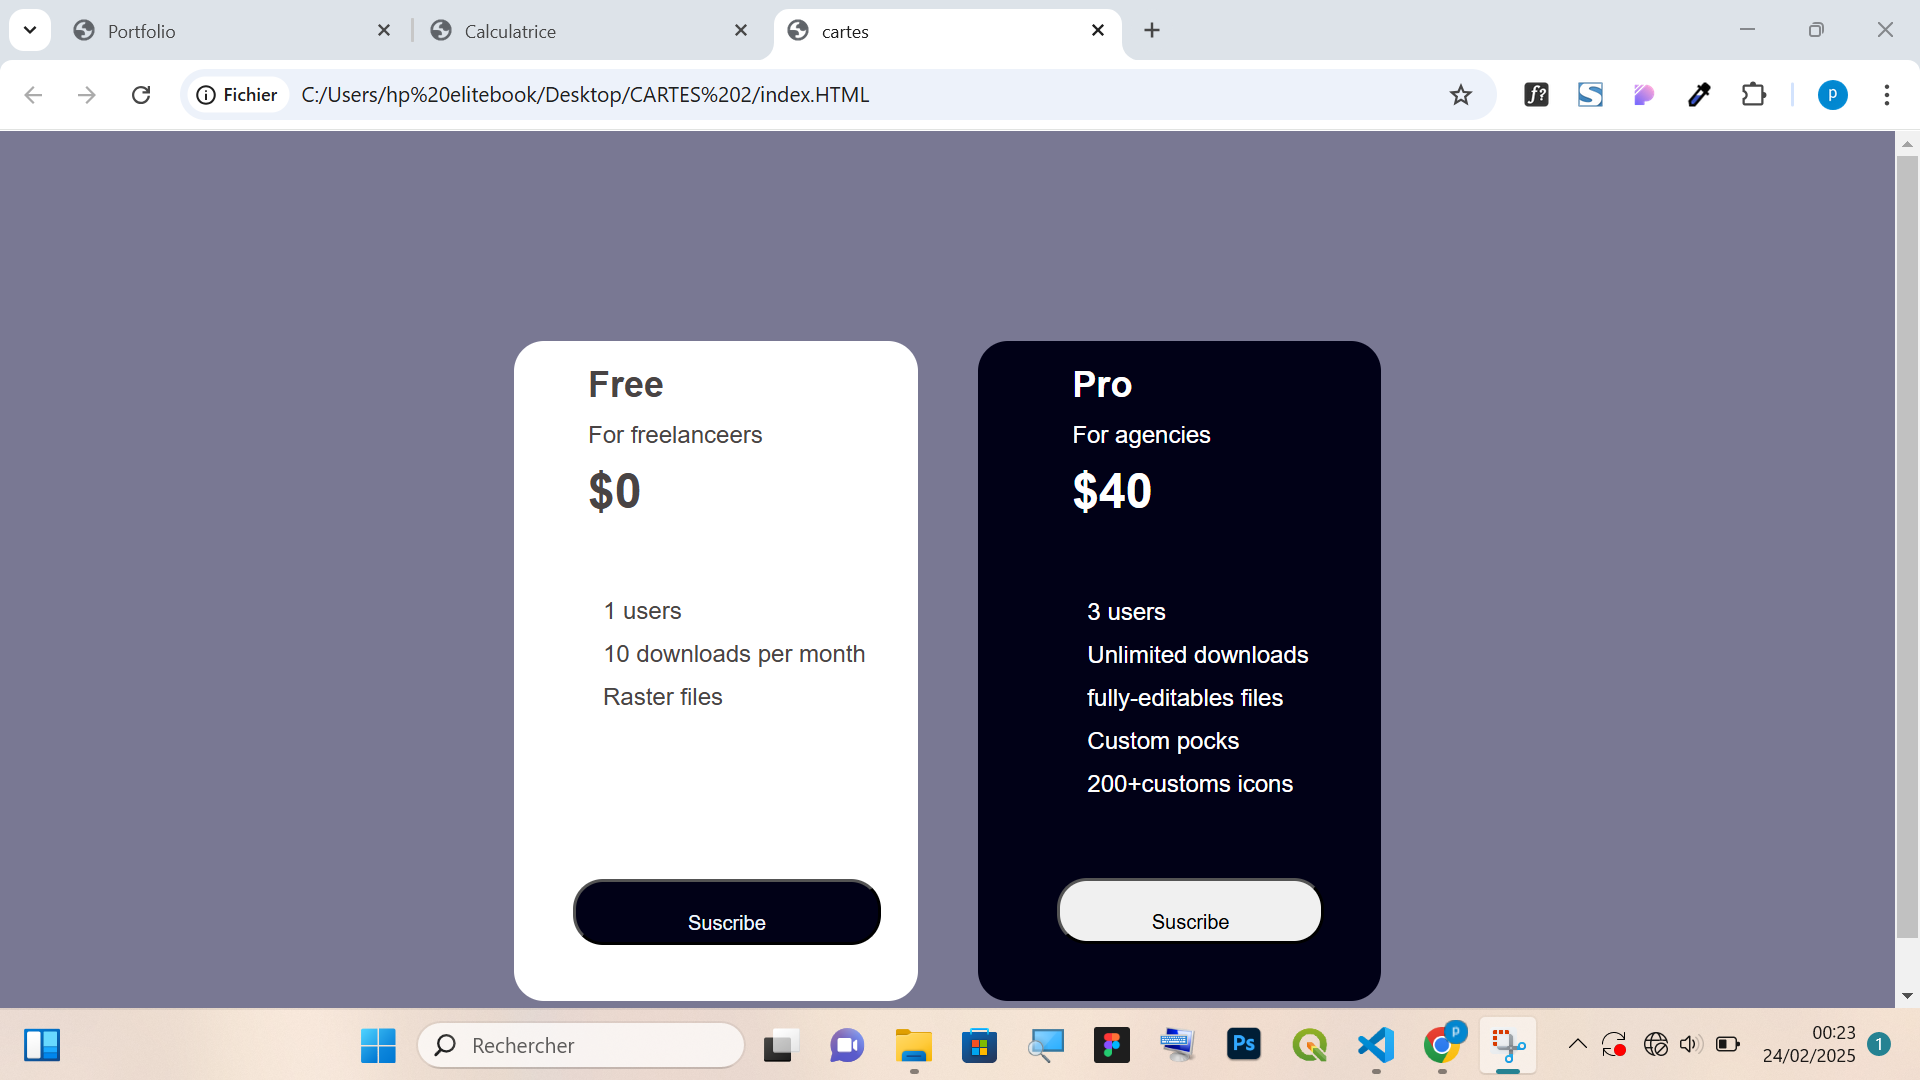 Portfolio
Calculatrice
cartes
Fichier
C:/Users/hp%20elitebook/Desktop/CARTES%202/index.HTML
f?
S
p
Free
For freelanceers
$0
1 users
10 downloads per month
Raster files
Suscribe
Pro
For agencies
$40
3 users
Unlimited downloads
fully-editables files
Custom pocks
200+customs icons
Suscribe
Rechercher
Ps
p
00:23
24/02/2025
1